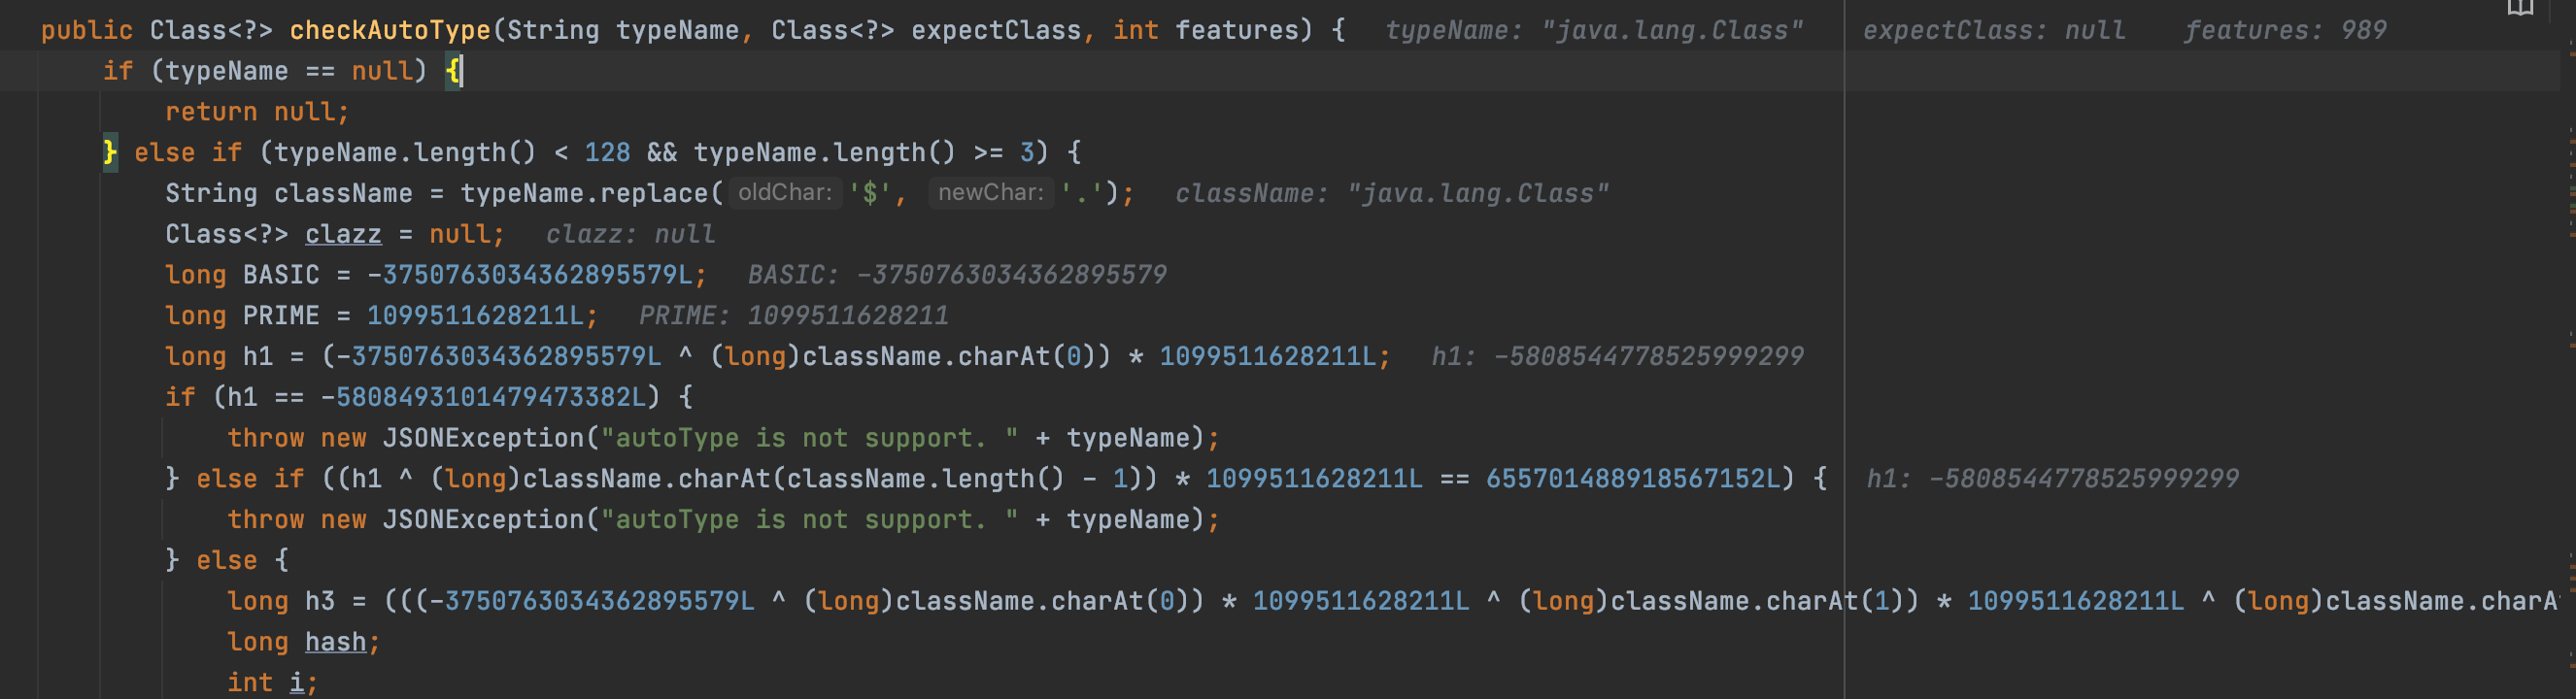 public Class<?> checkAutoType(String typeName, Class<?> expectClass, int features) {   typeName: "java.lang.Class"   expectClass: null   features: 989
if (typeName == null) {
return null;
} else if (typeName.length() < 128 && typeName.length() >= 3) {
String className = typeName.replace( oldChar: '$', newChar: '.');   className: "java.lang.Class"
Class<?> clazz = null;   clazz: null
long BASIC = -3750763034362895579L;   BASIC: -3750763034362895579
long PRIME = 1099511628211L;   PRIME: 1099511628211
long h1 = (-3750763034362895579L ^ (long)className.charAt(0)) * 1099511628211L;   h1: -5808544778525999299
if (h1 == -5808493101479473382L) {
throw new JSONException("autoType is not support. " + typeName);
} else if ((h1 ^ (long)className.charAt(className.length() - 1)) * 1099511628211L == 655701488918567152L) {   h1: -5808544778525999299
throw new JSONException("autoType is not support. " + typeName);
} else {
long h3 = (((-3750763034362895579L ^ (long)className.charAt(0)) * 1099511628211L ^ (long)className.charAt(1)) * 1099511628211L ^ (long)className.charA
long hash;
int i;